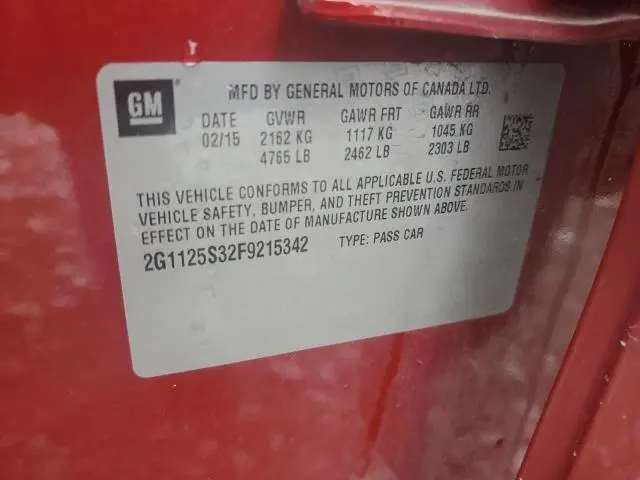 GM
MFD BY GENERAL MOTORS OF CANADA LTD.
DATE GVWR GAWR FRT GAWR RR
02/15 2162 KG 1117 KG 1045 KG
4765 LB 2462 LB 2303 LB
THIS VEHICLE CONFORMS TO ALL APPLICABLE U.S. FEDERAL MOTOR
VEHICLE SAFETY, BUMPER, AND THEFT PREVENTION STANDARDS IN
EFFECT ON THE DATE OF MANUFACTURE SHOWN ABOVE.
2G1125S32F9215342 TYPE: PASS CAR